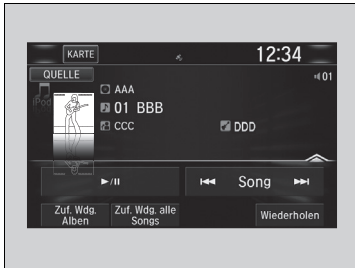 KARTE
12:34
QUELLE
01
iPod
AAA
01 BBB
CCC
DDD
Song
Zuf. Wdg.
Alben
Zuf. Wdg. alle
Songs
Wiederholen